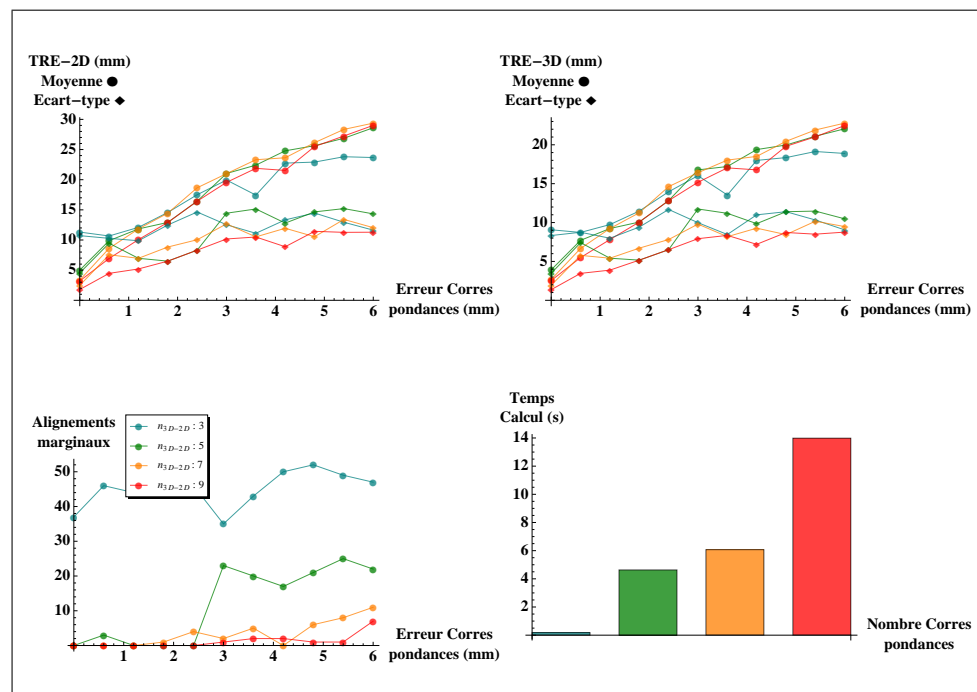 TRE−2D (mm)
Moyenne
Ecart−type
30
25
20
15
10
5
1 2 3 4 5 6
Erreur Corres
pondances (mm)
TRE−3D (mm)
Moyenne
Ecart−type
20
15
10
5
1 2 3 4 5 6
Erreur Corres
pondances (mm)
Alignements
marginaux
n3D−2D : 3
n3D−2D : 5
n3D−2D : 7
n3D−2D : 9
50
40
30
20
10
1 2 3 4 5 6
Erreur Corres
pondances (mm)
Temps
Calcul (s)
14
12
10
8
6
4
2
Nombre Corres
pondances